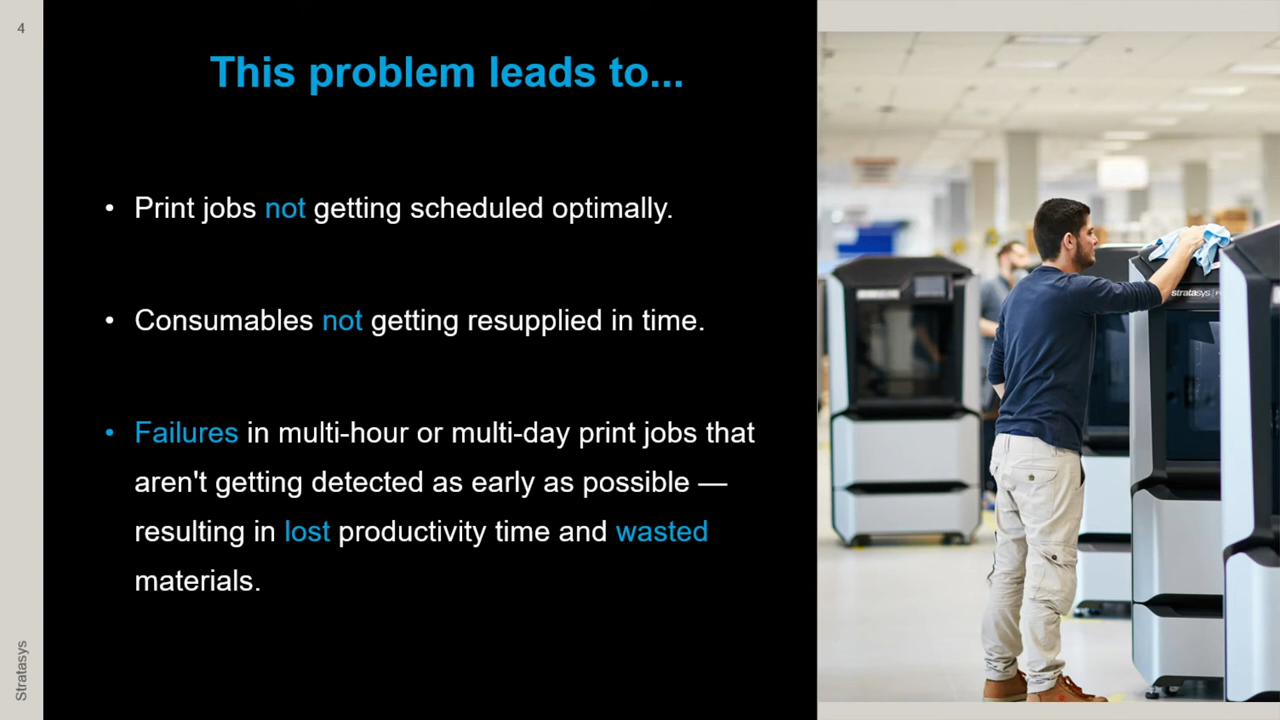 4
This problem leads to...
• Print jobs not getting scheduled optimally.
• Consumables not getting resupplied in time.
• Failures in multi-hour or multi-day print jobs that
aren't getting detected as early as possible —
resulting in lost productivity time and wasted
materials.
Stratasys
stratasys